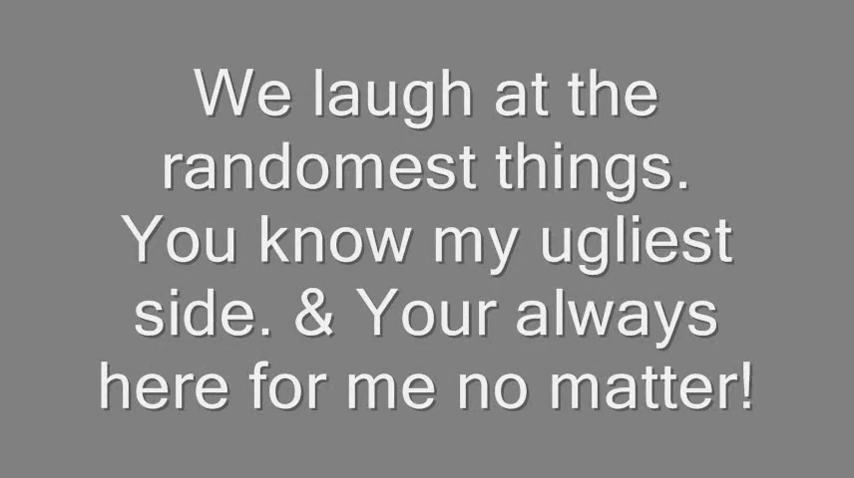 We laugh at the
randomest things.
You know my ugliest
side. & Your always
here for me no matter!